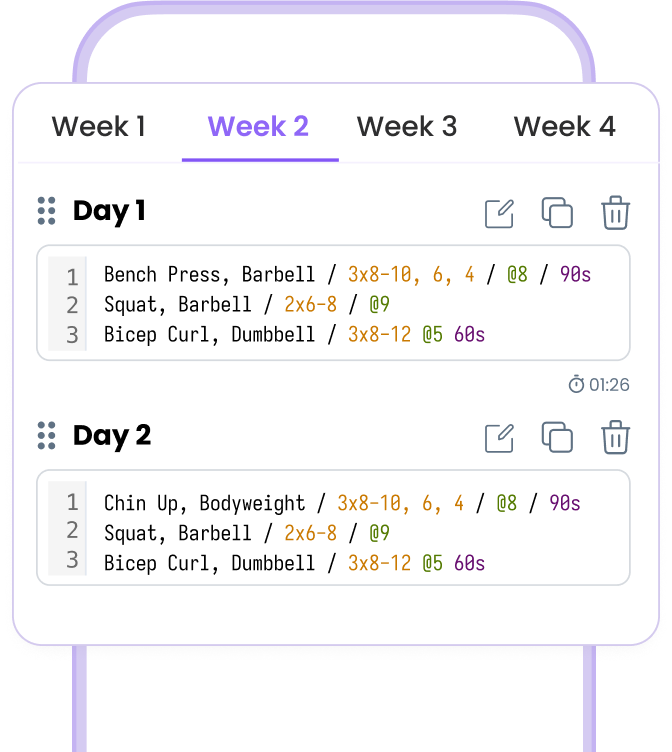 Week 1 Week 2 Week 3 Week 4
Day 1
1 Bench Press, Barbell / 3x8-10, 6, 4 / @8 / 90s
2 Squat, Barbell / 2x6-8 / @9
3 Bicep Curl, Dumbbell / 3x8-12 @5 60s
01:26
Day 2
1 Chin Up, Bodyweight / 3x8-10, 6, 4 / @8 / 90s
2 Squat, Barbell / 2x6-8 / @9
3 Bicep Curl, Dumbbell / 3x8-12 @5 60s